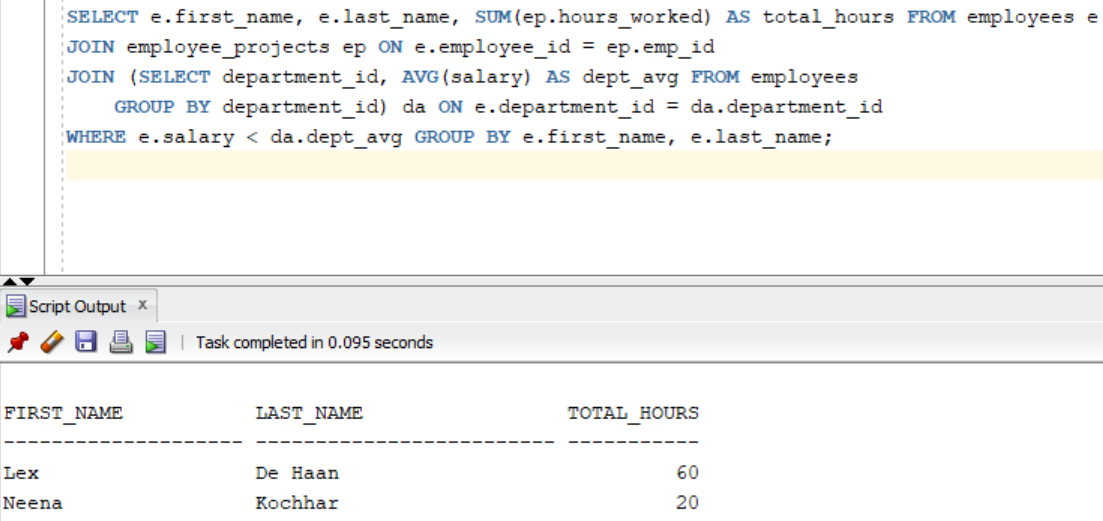 SELECT e.first_name, e.last_name, SUM(ep.hours_worked) AS total_hours FROM employees e
JOIN employee_projects ep ON e.employee_id = ep.emp_id
JOIN (SELECT department_id, AVG(salary) AS dept_avg FROM employees
    GROUP BY department_id) da ON e.department_id = da.department_id
WHERE e.salary < da.dept_avg GROUP BY e.first_name, e.last_name;
Script Output x
| Task completed in 0.095 seconds
FIRST_NAME           LAST_NAME                 TOTAL_HOURS
-------------------- ------------------------- -----------
Lex                  De Haan                            60
Neena                Kochhar                            20